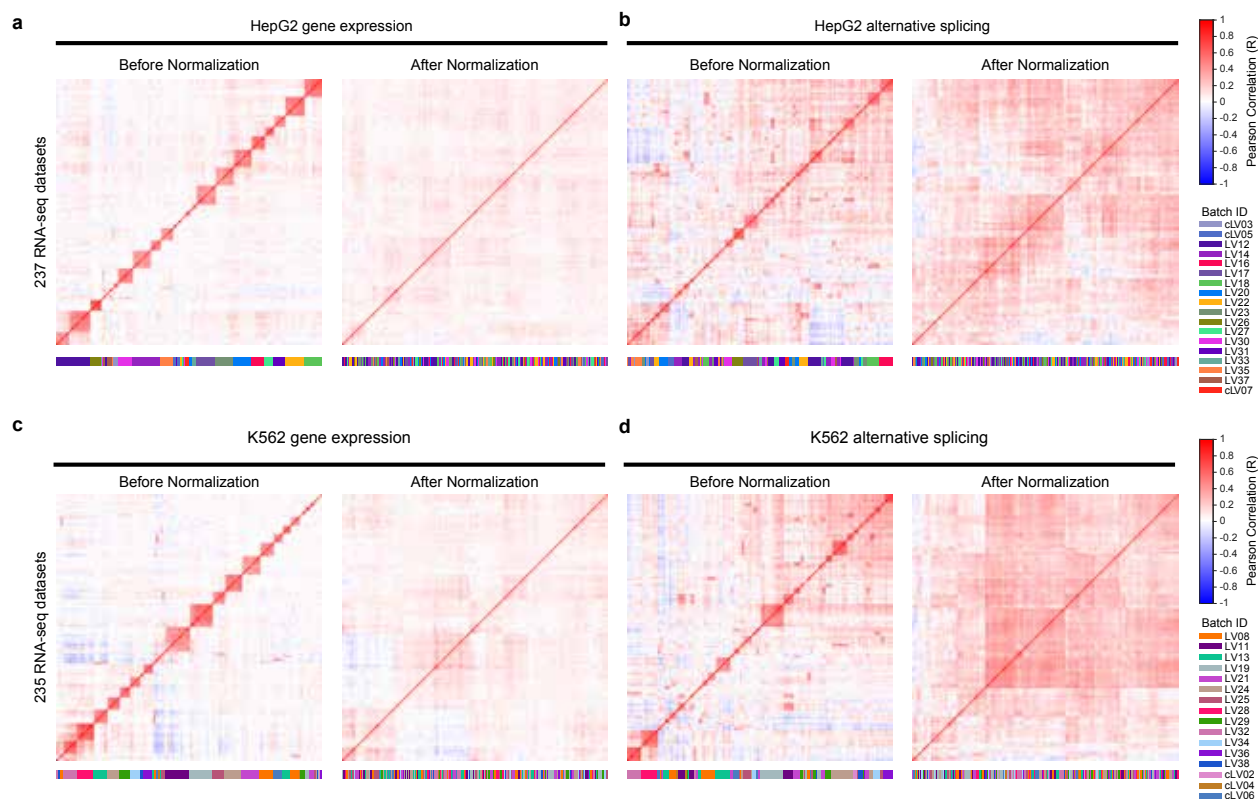 a
HepG2 gene expression
Before Normalization
After Normalization
237 RNA-seq datasets
b
HepG2 alternative splicing
Before Normalization
After Normalization
1
0.8
0.6
0.4
0.2
0
-0.2
-0.4
-0.6
-0.8
-1
Pearson Correlation (R)
Batch ID
cLV03
cLV05
LV12
LV14
LV16
LV17
LV18
LV20
LV22
LV23
LV26
LV27
LV30
LV31
LV33
LV35
LV37
cLV07
c
K562 gene expression
Before Normalization
After Normalization
235 RNA-seq datasets
d
K562 alternative splicing
Before Normalization
After Normalization
1
0.8
0.6
0.4
0.2
0
-0.2
-0.4
-0.6
-0.8
-1
Pearson Correlation (R)
Batch ID
LV08
LV11
LV13
LV19
LV21
LV24
LV25
LV28
LV29
LV32
LV34
LV36
LV38
cLV02
cLV04
cLV06